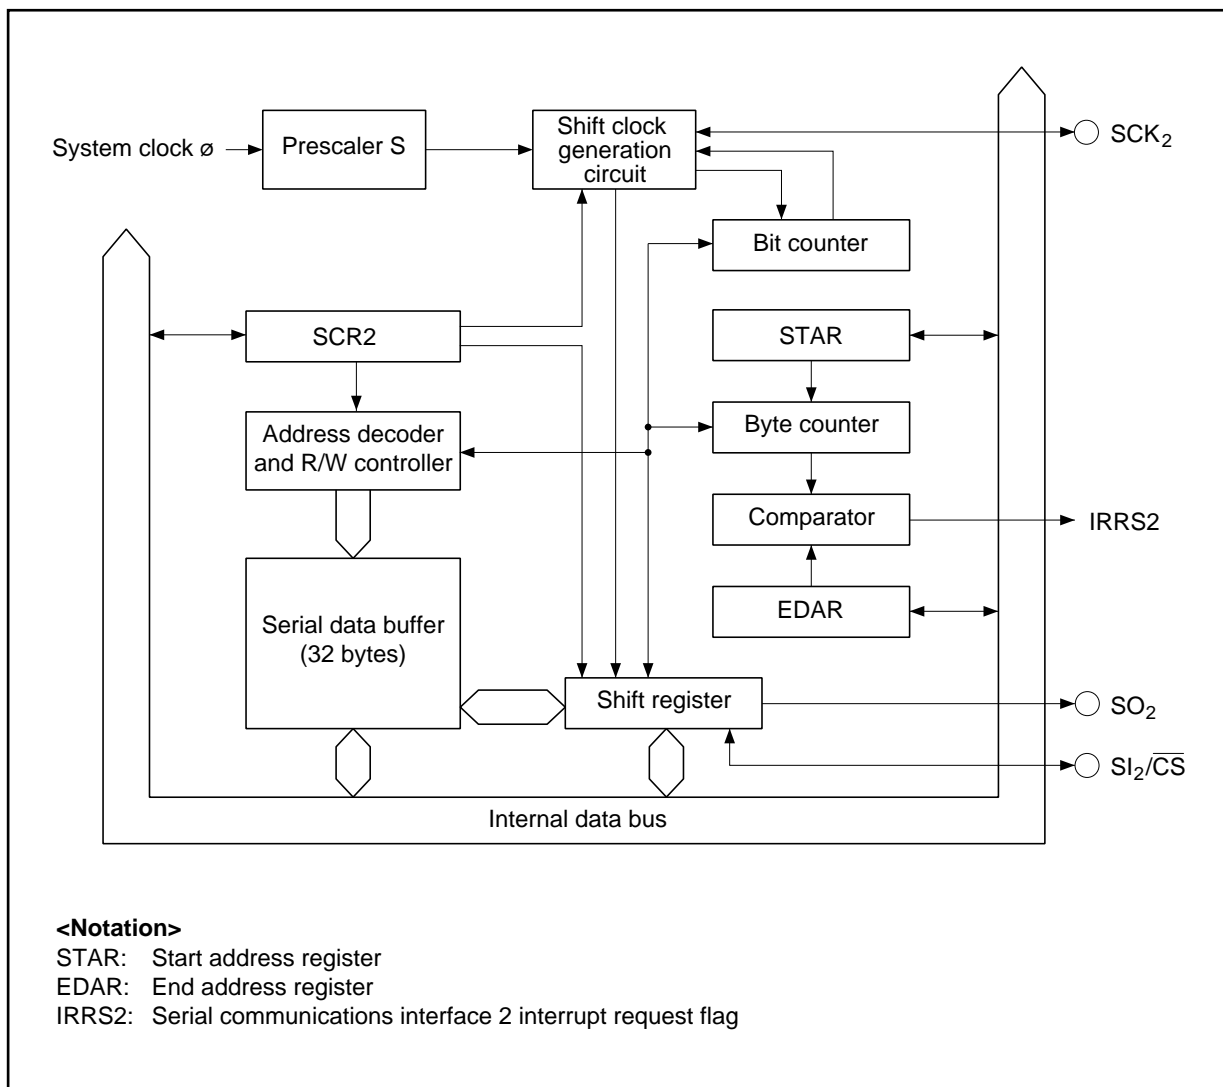 System clock ø
Prescaler S
Shift clock
generation
circuit
SCK2
Bit counter
SCR2
STAR
Address decoder
and R/W controller
Byte counter
Comparator
IRRS2
Serial data buffer
(32 bytes)
EDAR
Shift register
SO2
SI2/CS
Internal data bus
<Notation>
STAR: Start address register
EDAR: End address register
IRRS2: Serial communications interface 2 interrupt request flag